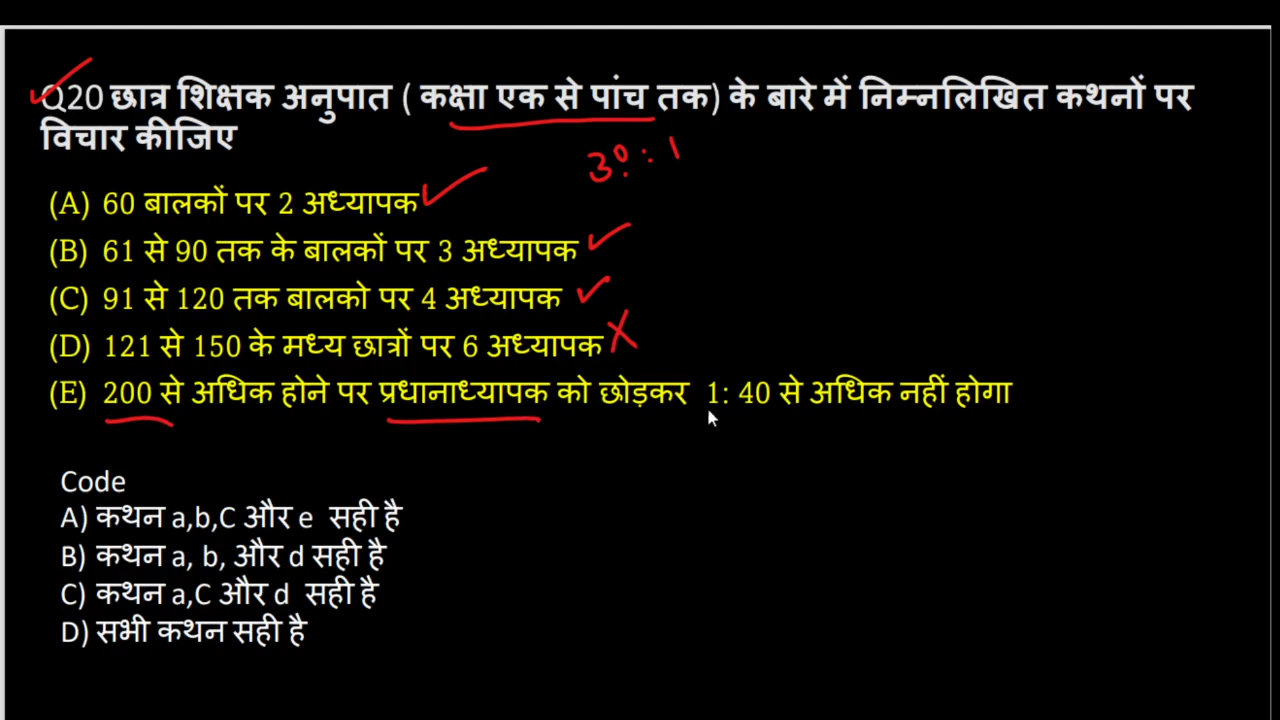 Q20 छात्र शिक्षक अनुपात ( कक्षा एक से पांच तक) के बारे में निम्नलिखित कथनों पर
विचार कीजिए
30 : 1
(A) 60 बालकों पर 2 अध्यापक
(B) 61 से 90 तक के बालकों पर 3 अध्यापक
(C) 91 से 120 तक बालको पर 4 अध्यापक
(D) 121 से 150 के मध्य छात्रों पर 6 अध्यापक
(E) 200 से अधिक होने पर प्रधानाध्यापक को छोड़कर 1: 40 से अधिक नहीं होगा
Code
A) कथन a,b,C और e सही है
B) कथन a, b, और d सही है
C) कथन a,C और d सही है
D) सभी कथन सही है